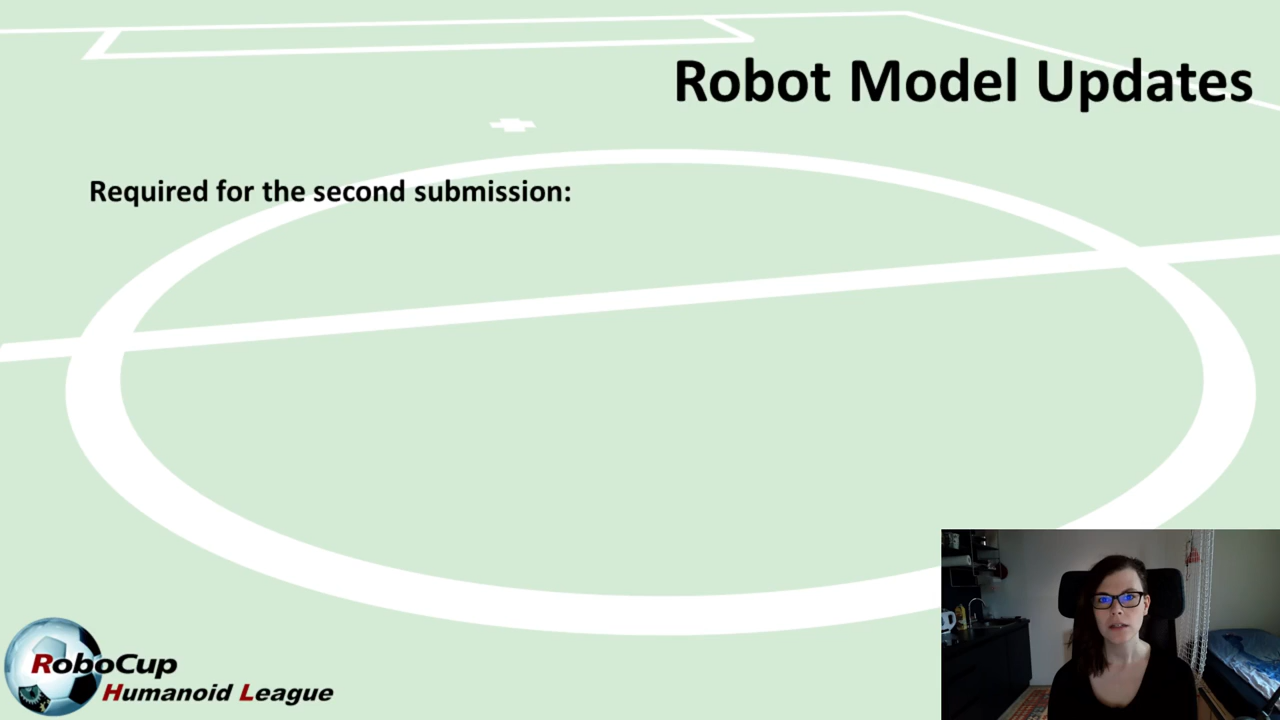 Robot Model Updates
Required for the second submission:
RoboCup
Humanoid League